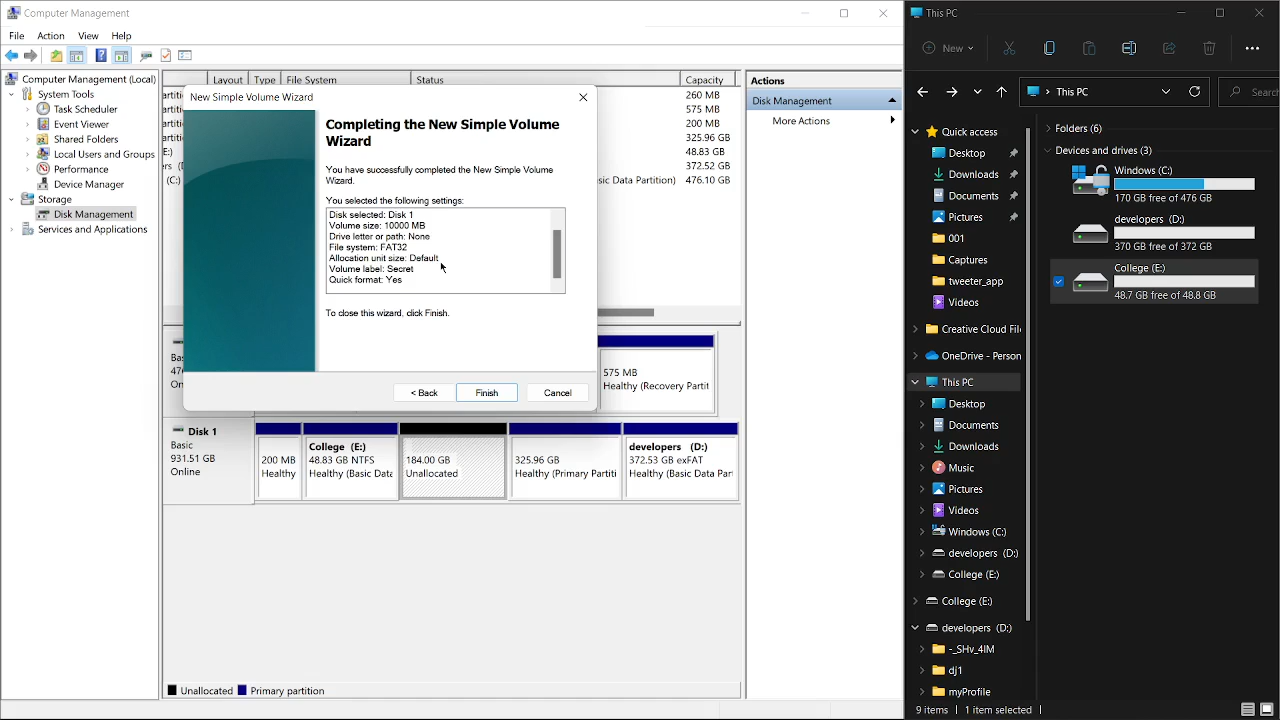 Computer Management
File Action View Help
Computer Management (Local)
System Tools
Task Scheduler
Event Viewer
Shared Folders
Local Users and Groups
Performance
Device Manager
Storage
Disk Management
Services and Applications
Layout Type File System Status Capacity
260 MB
575 MB
200 MB
325.96 GB
48.83 GB
372.52 GB
sic Data Partition) 476.10 GB
New Simple Volume Wizard
Completing the New Simple Volume
Wizard
You have successfully completed the New Simple Volume
Wizard.
You selected the following settings:
Disk selected: Disk 1
Volume size: 10000 MB
Drive letter or path: None
File system: FAT32
Allocation unit size: Default
Volume label: Secret
Quick format: Yes
To close this wizard, click Finish.
< Back Finish Cancel
575 MB
Healthy (Recovery Partit
Disk 1
Basic
931.51 GB
Online
200 MB
Healthy
College (E:)
48.83 GB NTFS
Healthy (Basic Data
184.00 GB
Unallocated
325.96 GB
Healthy (Primary Partiti
developers (D:)
372.53 GB exFAT
Healthy (Basic Data Par
Unallocated Primary partition
Actions
Disk Management
More Actions
This PC
New
This PC
Search
Quick access
Desktop
Downloads
Documents
Pictures
001
Captures
tweeter_app
Videos
Creative Cloud File
OneDrive - Person
This PC
Desktop
Documents
Downloads
Music
Pictures
Videos
Windows (C:)
developers (D:)
College (E:)
College (E:)
developers (D:)
-_SHv_4IM
dj1
myProfile
Folders (6)
Devices and drives (3)
Windows (C:)
170 GB free of 476 GB
developers (D:)
370 GB free of 372 GB
College (E:)
48.7 GB free of 48.8 GB
9 items 1 item selected